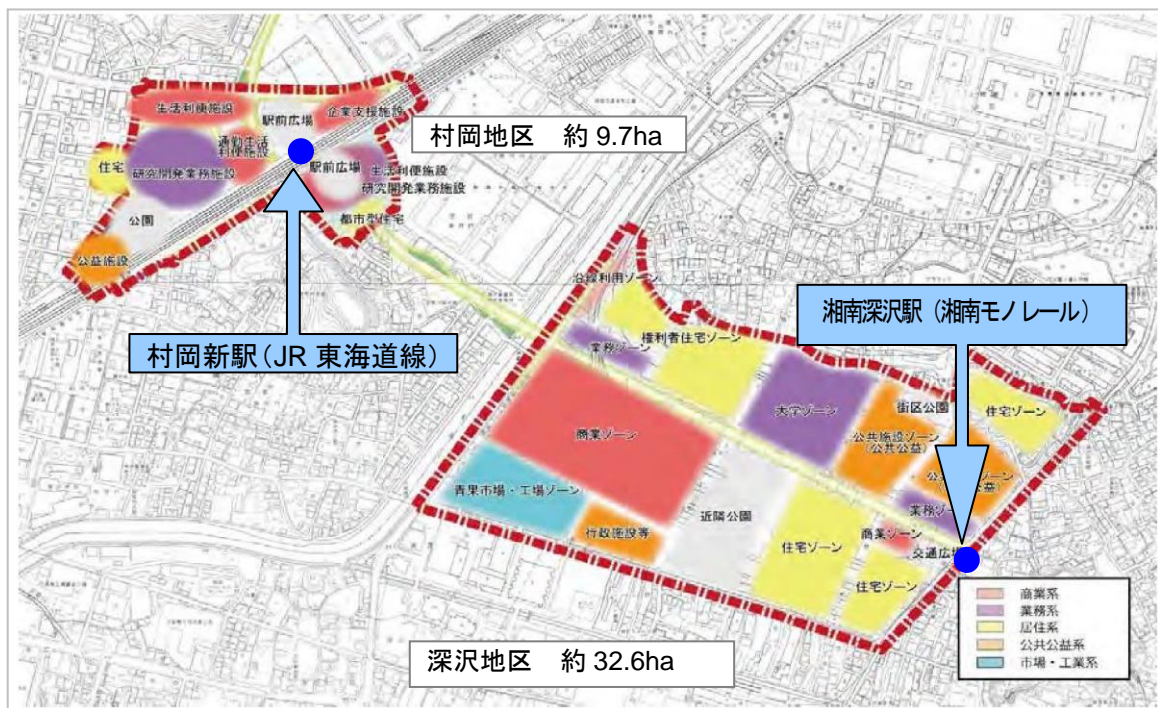 生活利便施設
駅前広場
企業支援施設
村岡地区　約 9.7ha
通勤生活
利便施設
住宅
研究開発業務施設
駅前広場
生活利便施設
研究開発業務施設
公園
都市型住宅
公益施設
村岡新駅（JR 東海道線）
沿線利用ゾーン
湘南深沢駅（湘南モノレール）
権利者住宅ゾーン
業務ゾーン
大学ゾーン
街区公園
住宅ゾーン
商業ゾーン
公共施設ゾーン
（公共公益）
青果市場・工場ゾーン
行政施設等
近隣公園
住宅ゾーン
業務ゾ
商業ゾーン
交通広場
住宅ゾーン
深沢地区　約 32.6ha
商業系
業務系
居住系
公共公益系
市場・工業系